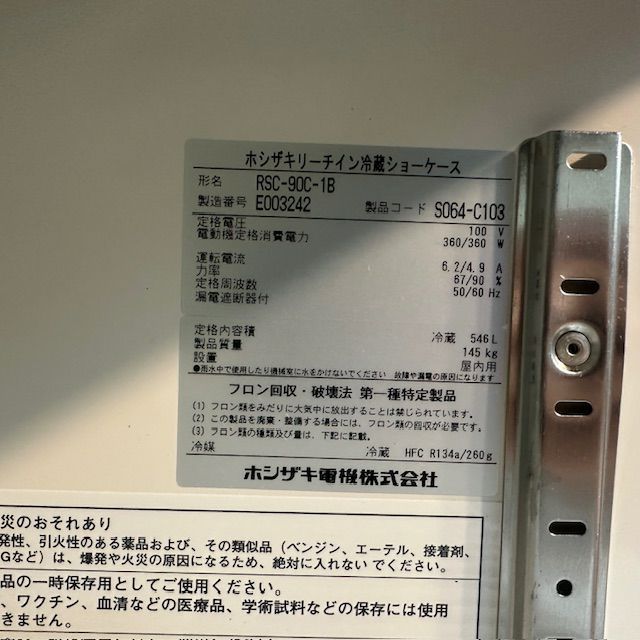 ホシザキリーチイン冷蔵ショーケース
形名 RSC-90C-1B
製造番号 E003242 製品コード S064-C103
定格電圧 100 V
電動機定格消費電力 360/360 W
運転電流 6.2/4.9 A
力率 67/90 %
定格周波数 50/60 Hz
漏電遮断器付
定格内容積 冷蔵 546 L
製品質量 145 kg
設置 屋内用
●雨水中で使用したり機械室に水をかけないでください 故障や漏電の原因になります
フロン回収・破壊法 第一種特定製品
(1) フロン類をみだりに大気中に放出することは禁じられています。
(2) この製品を廃棄・整備する場合には、フロン類の回収が必要です。
(3) フロン類の種類及び量は、下記に記載。
冷媒 冷蔵 HFC R134a/260g
ホシザキ電機株式会社
災のおそれあり
発性、引火性のある薬品および、その類似品（ベンジン、エーテル、接着剤、
Gなど）は、爆発や火災の原因になるため、絶対に入れないでください。
品の一時保存用としてご使用ください。
、ワクチン、血清などの医療品、学術試料などの保存には使用
きません。